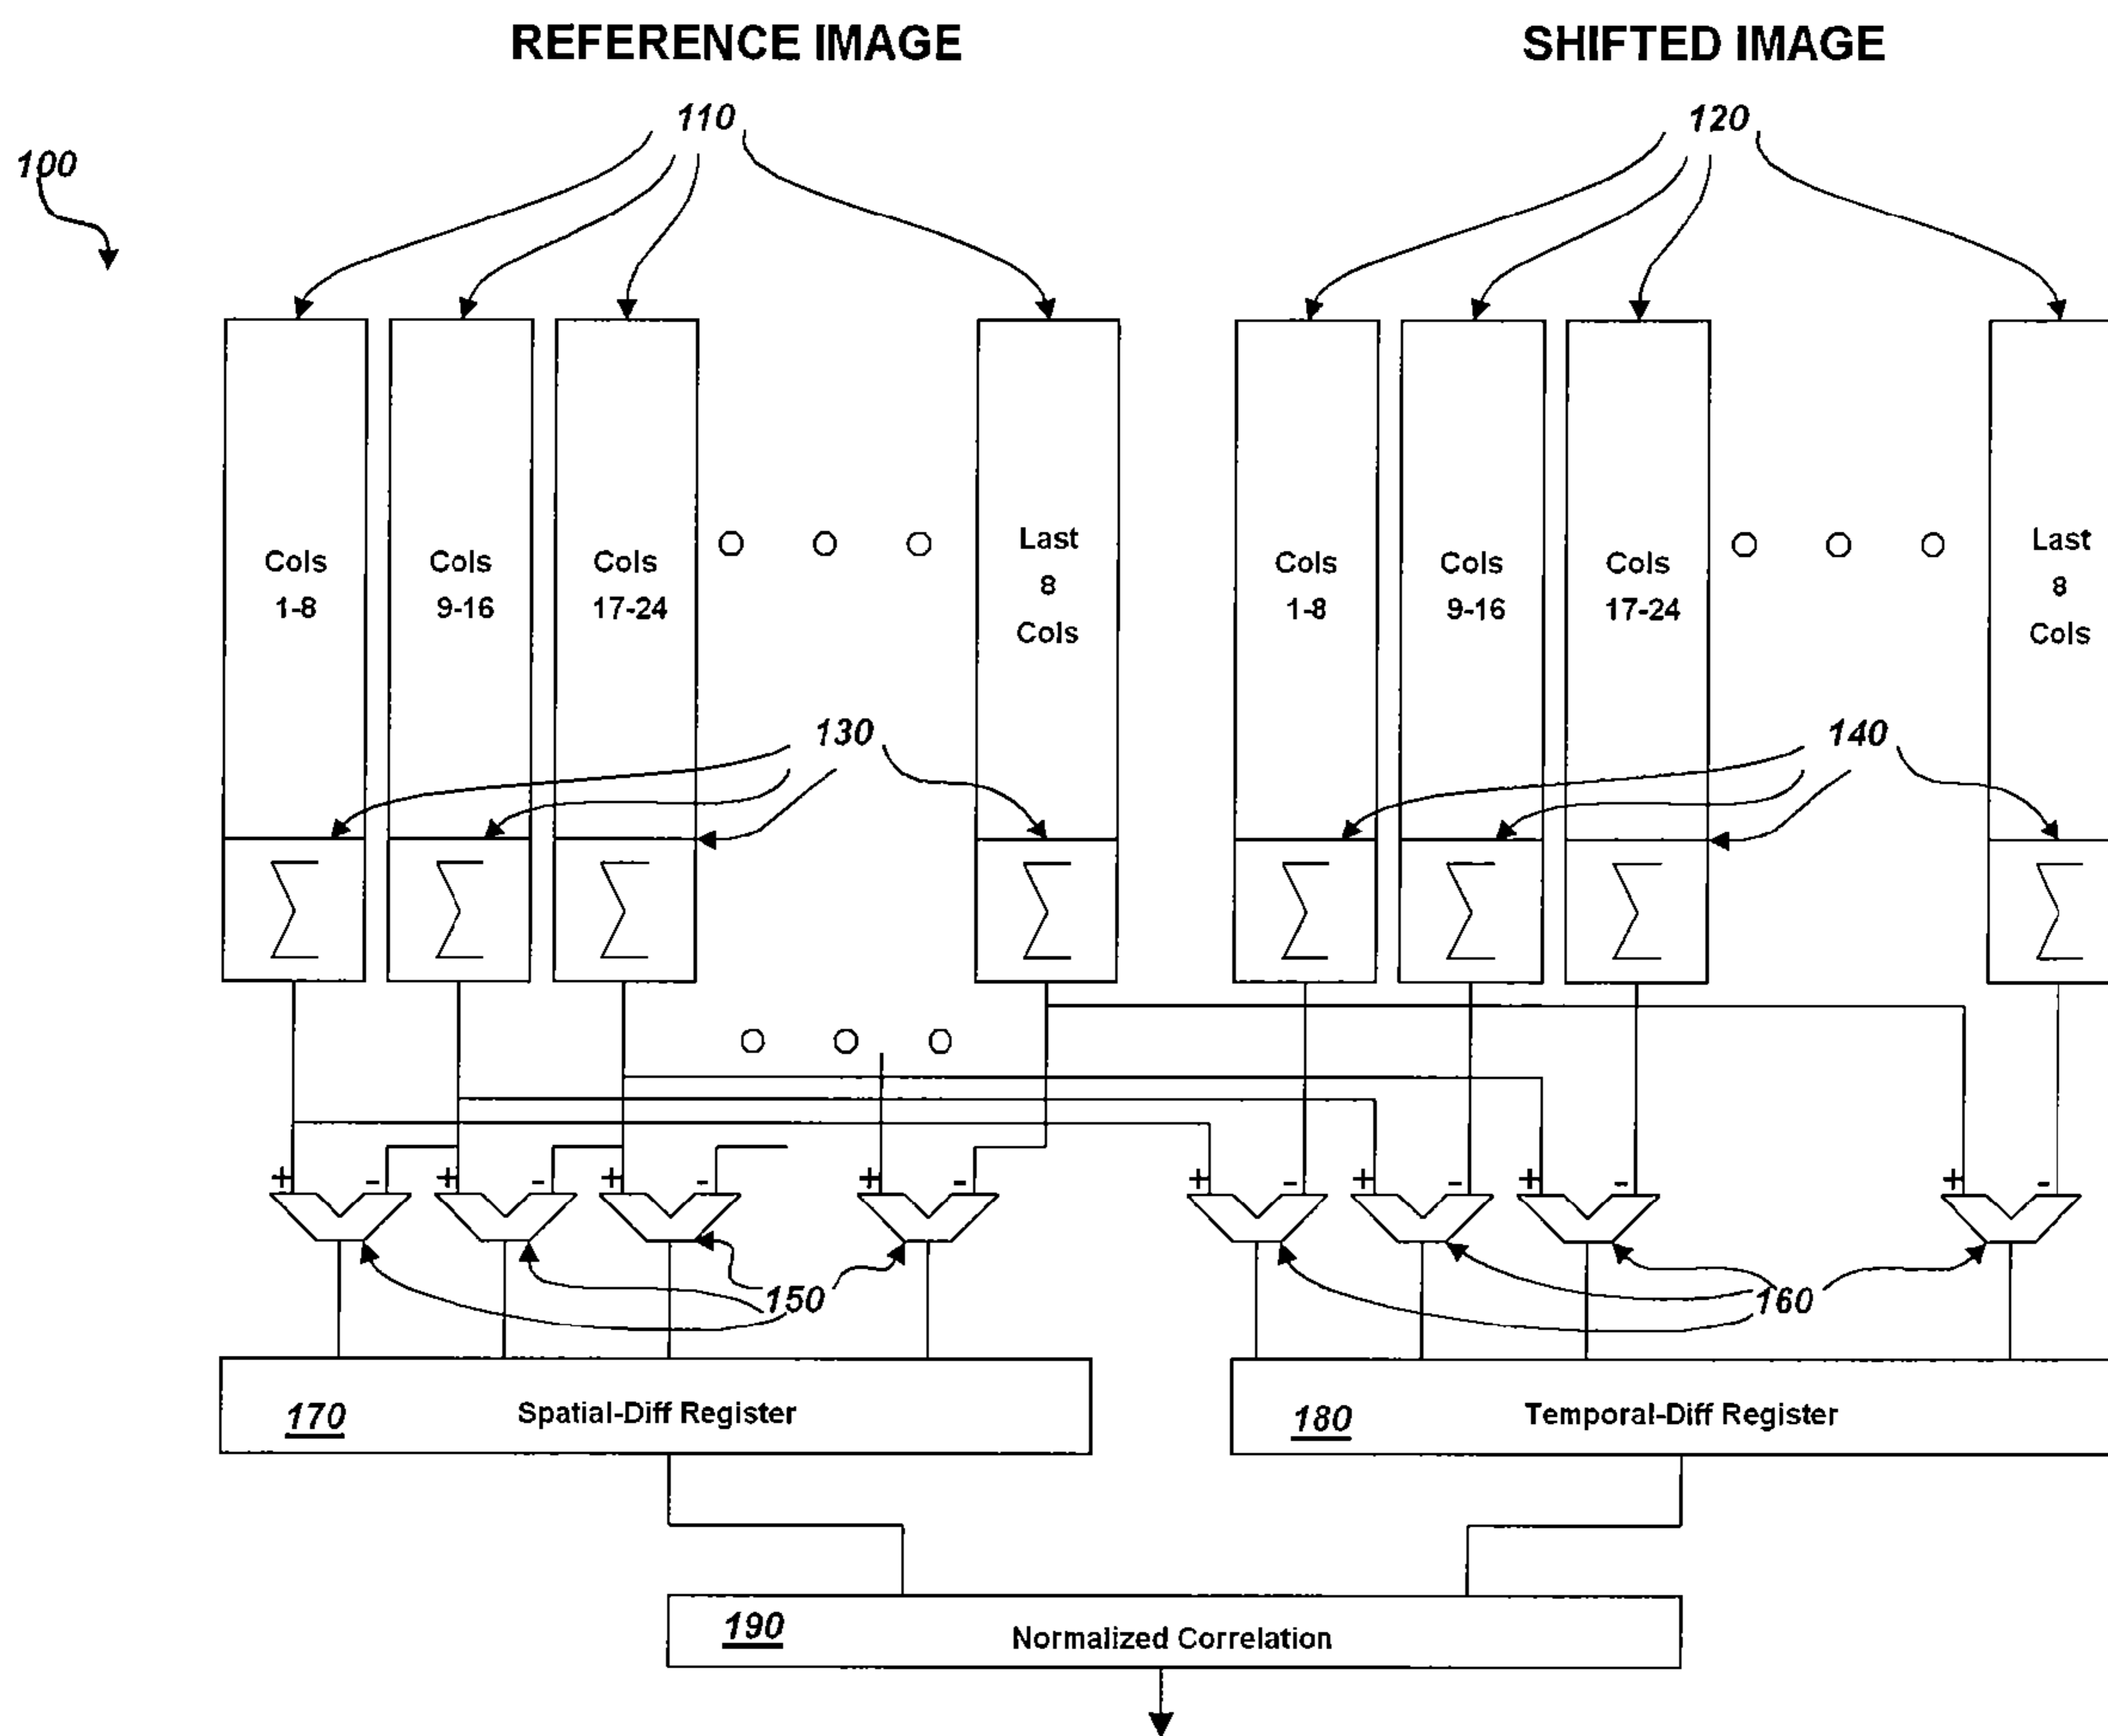 REFERENCE IMAGE
SHIFTED IMAGE
110
120
100
Cols
1-8
Cols
9-16
Cols
17-24
Last
8
Cols
Cols
1-8
Cols
9-16
Cols
17-24
Last
8
Cols
130
140
∑ ∑ ∑ ∑ ∑ ∑ ∑ ∑
+ - + - + - + - + - + - + - + -
150
160
170 Spatial-Diff Register
180 Temporal-Diff Register
190 Normalized Correlation